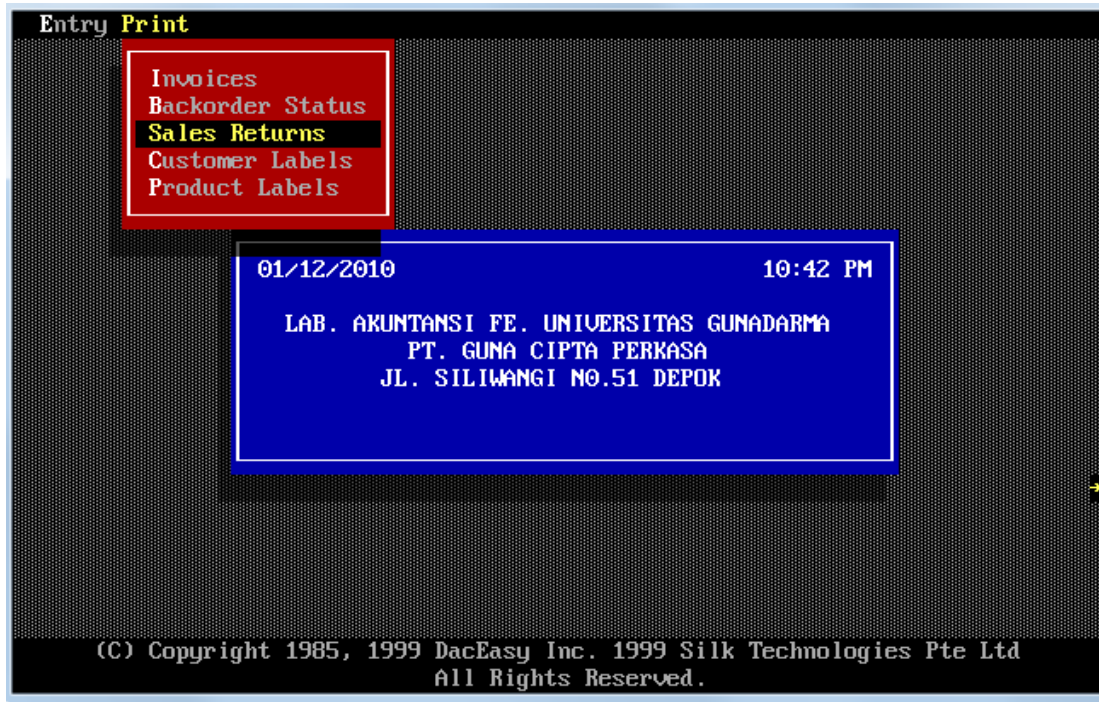 Entry Print
Invoices
Backorder Status
Sales Returns
Customer Labels
Product Labels
01/12/2010 10:42 PM
LAB. AKUNTANSI FE. UNIVERSITAS GUNADARMA
PT. GUNA CIPTA PERKASA
JL. SILIWANGI N0.51 DEPOK
(C) Copyright 1985, 1999 DacEasy Inc. 1999 Silk Technologies Pte Ltd
All Rights Reserved.